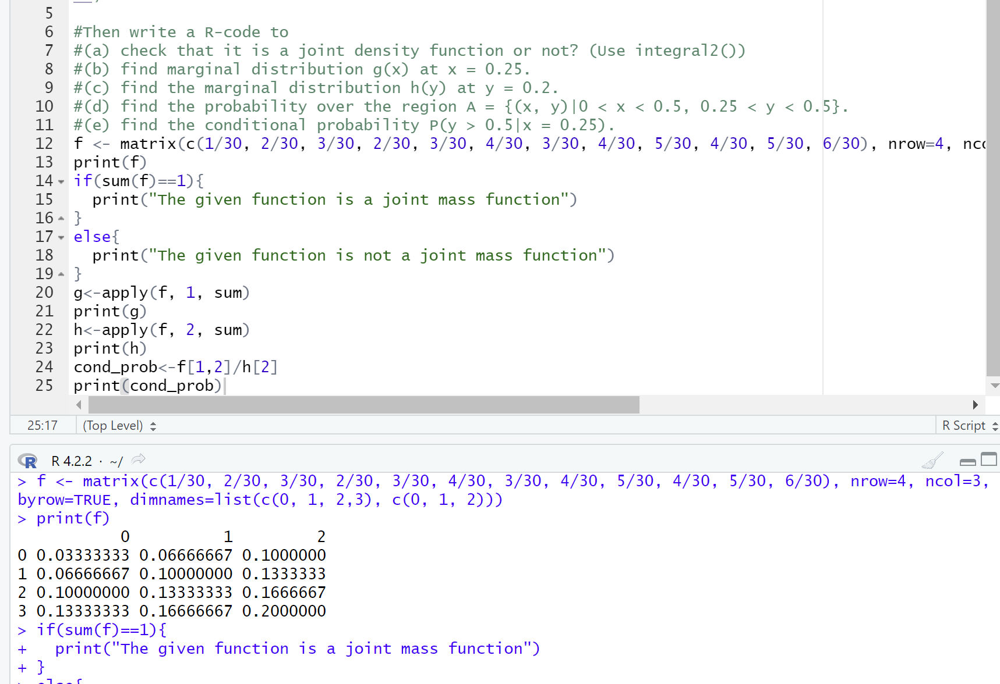 5
6 #Then write a R-code to
7 #(a) check that it is a joint density function or not? (Use integral2())
8 #(b) find marginal distribution g(x) at x = 0.25.
9 #(c) find the marginal distribution h(y) at y = 0.2.
10 #(d) find the probability over the region A = {(x, y)|0 < x < 0.5, 0.25 < y < 0.5}.
11 #(e) find the conditional probability P(y > 0.5|x = 0.25).
12 f <- matrix(c(1/30, 2/30, 3/30, 2/30, 3/30, 4/30, 3/30, 4/30, 5/30, 4/30, 5/30, 6/30), nrow=4, nco
13 print(f)
14 if(sum(f)==1){
15   print("The given function is a joint mass function")
16 }
17 else{
18   print("The given function is not a joint mass function")
19 }
20 g<-apply(f, 1, sum)
21 print(g)
22 h<-apply(f, 2, sum)
23 print(h)
24 cond_prob<-f[1,2]/h[2]
25 print(cond_prob)
25:17 (Top Level) R Script
R R 4.2.2 · ~/
> f <- matrix(c(1/30, 2/30, 3/30, 2/30, 3/30, 4/30, 3/30, 4/30, 5/30, 4/30, 5/30, 6/30), nrow=4, ncol=3,
byrow=TRUE, dimnames=list(c(0, 1, 2,3), c(0, 1, 2)))
> print(f)
           0          1         2
0 0.03333333 0.06666667 0.1000000
1 0.06666667 0.10000000 0.1333333
2 0.10000000 0.13333333 0.1666667
3 0.13333333 0.16666667 0.2000000
> if(sum(f)==1){
+   print("The given function is a joint mass function")
+ }
> else{